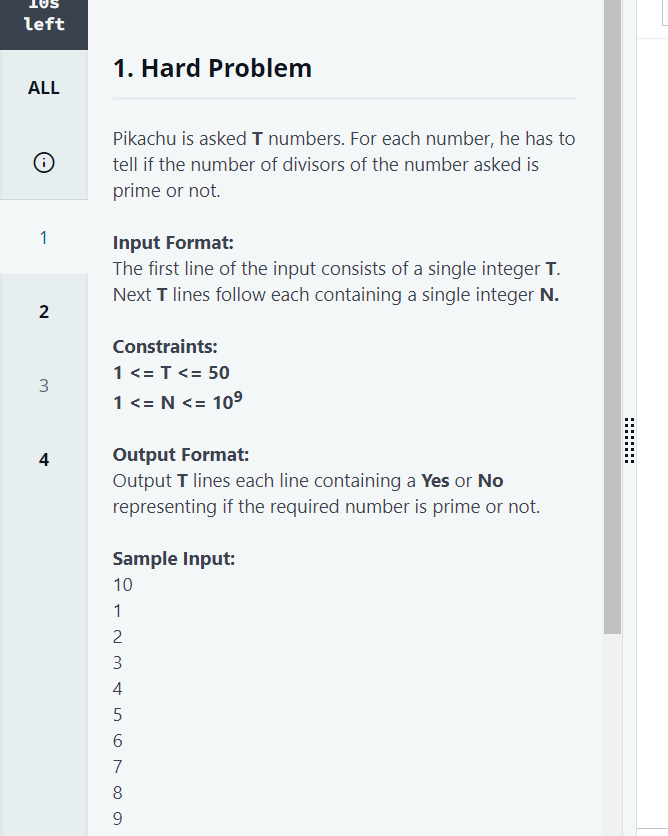 10s
left
ALL
1
2
3
4
1. Hard Problem
Pikachu is asked T numbers. For each number, he has to
tell if the number of divisors of the number asked is
prime or not.
Input Format:
The first line of the input consists of a single integer T.
Next T lines follow each containing a single integer N.
Constraints:
1 <= T <= 50
1 <= N <= 10⁹
Output Format:
Output T lines each line containing a Yes or No
representing if the required number is prime or not.
Sample Input:
10
1
2
3
4
5
6
7
8
9